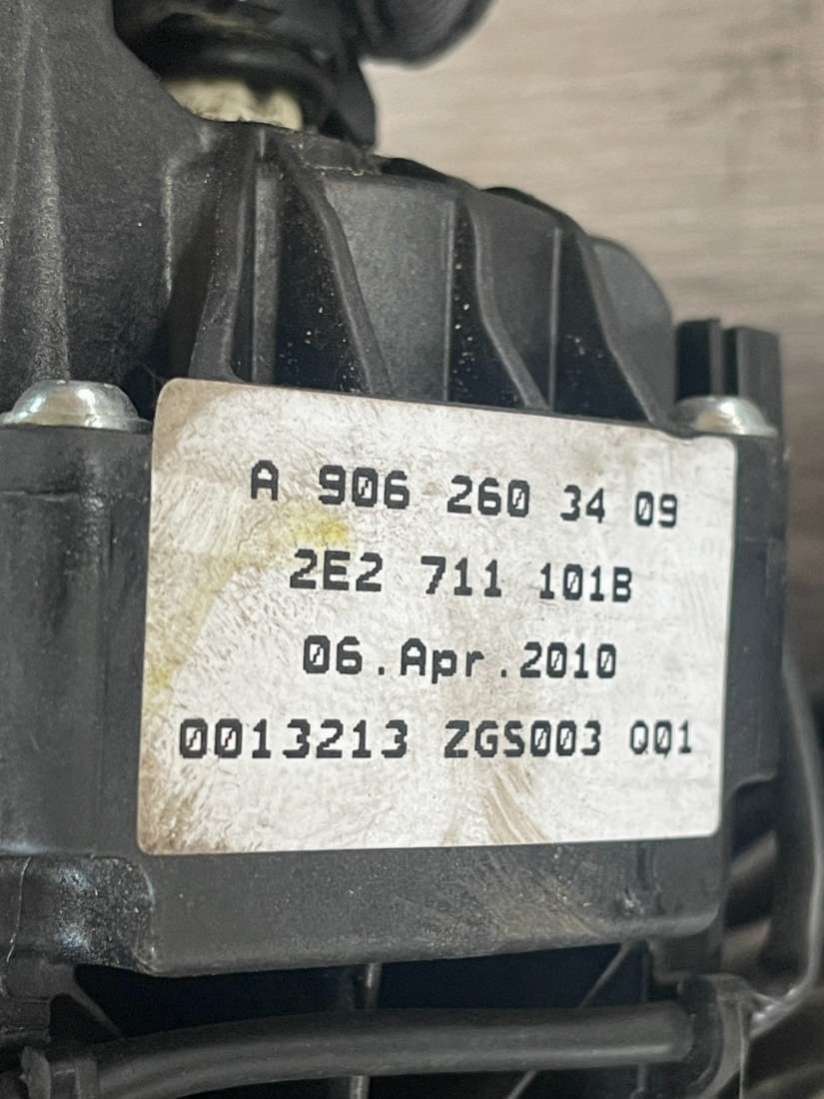 A 906 260 34 09
2E2 711 101B
06.Apr.2010
0013213 ZGS003 Q01